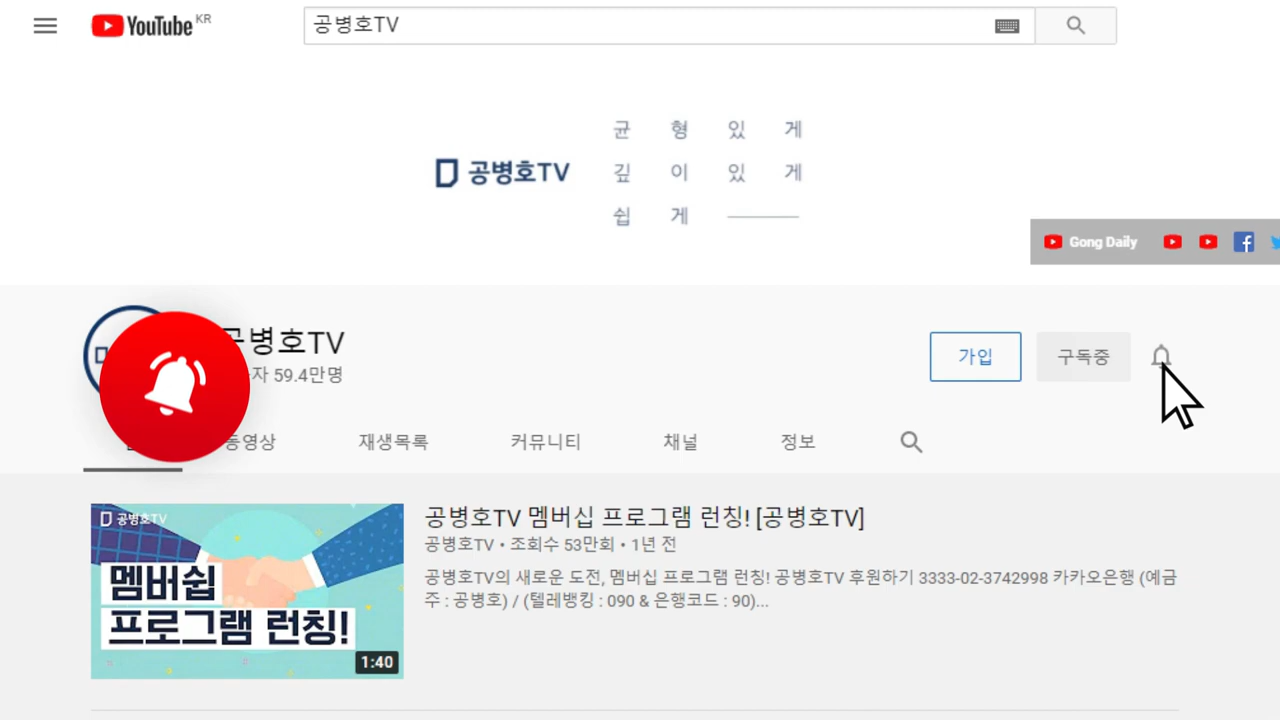 YouTube KR
공병호TV
균 형 있 게
공병호TV
깊 이 있 게
쉽 게
Gong Daily
공병호TV
자 59.4만명
가입
구독중
동영상
재생목록
커뮤니티
채널
정보
공병호TV
멤버쉽
프로그램 런칭!
1:40
공병호TV 멤버십 프로그램 런칭! [공병호TV]
공병호TV • 조회수 53만회 • 1년 전
공병호TV의 새로운 도전, 멤버십 프로그램 런칭! 공병호TV 후원하기 3333-02-3742998 카카오은행 (예금
주 : 공병호) / (텔레뱅킹 : 090 & 은행코드 : 90)...